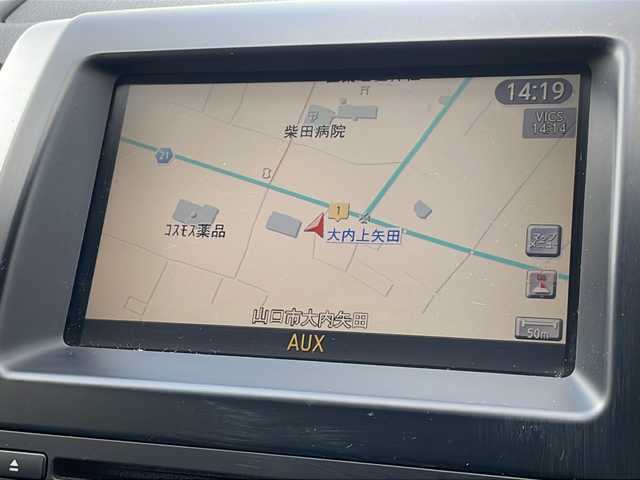 14:19
VICS
14:14
柴田病院
21
1
コスモス薬品
大内上矢田
山口市大内矢田
50m
AUX